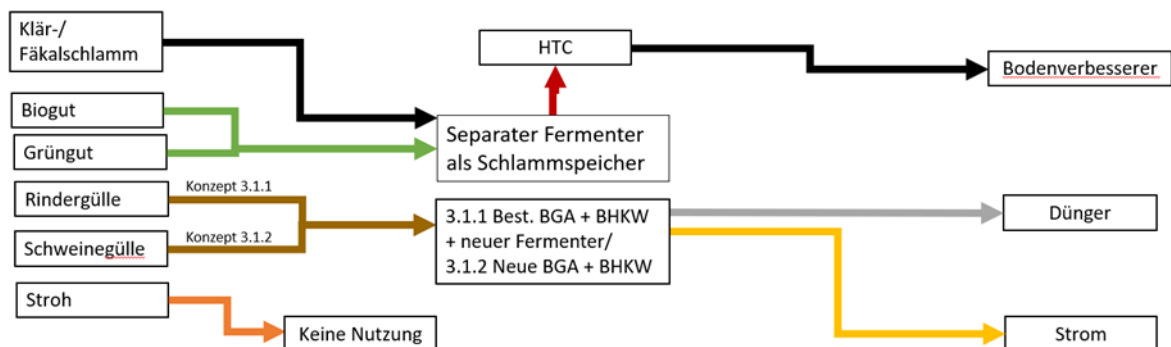 Klär-/
Fäkalschlamm
HTC
Bodenverbesserer
Biogut
Grüngut
Separater Fermenter
als Schlammspeicher
Rindergülle
Konzept 3.1.1
Schweinegülle
Konzept 3.1.2
3.1.1 Best. BGA + BHKW
+ neuer Fermenter/
3.1.2 Neue BGA + BHKW
Dünger
Stroh
Keine Nutzung
Strom